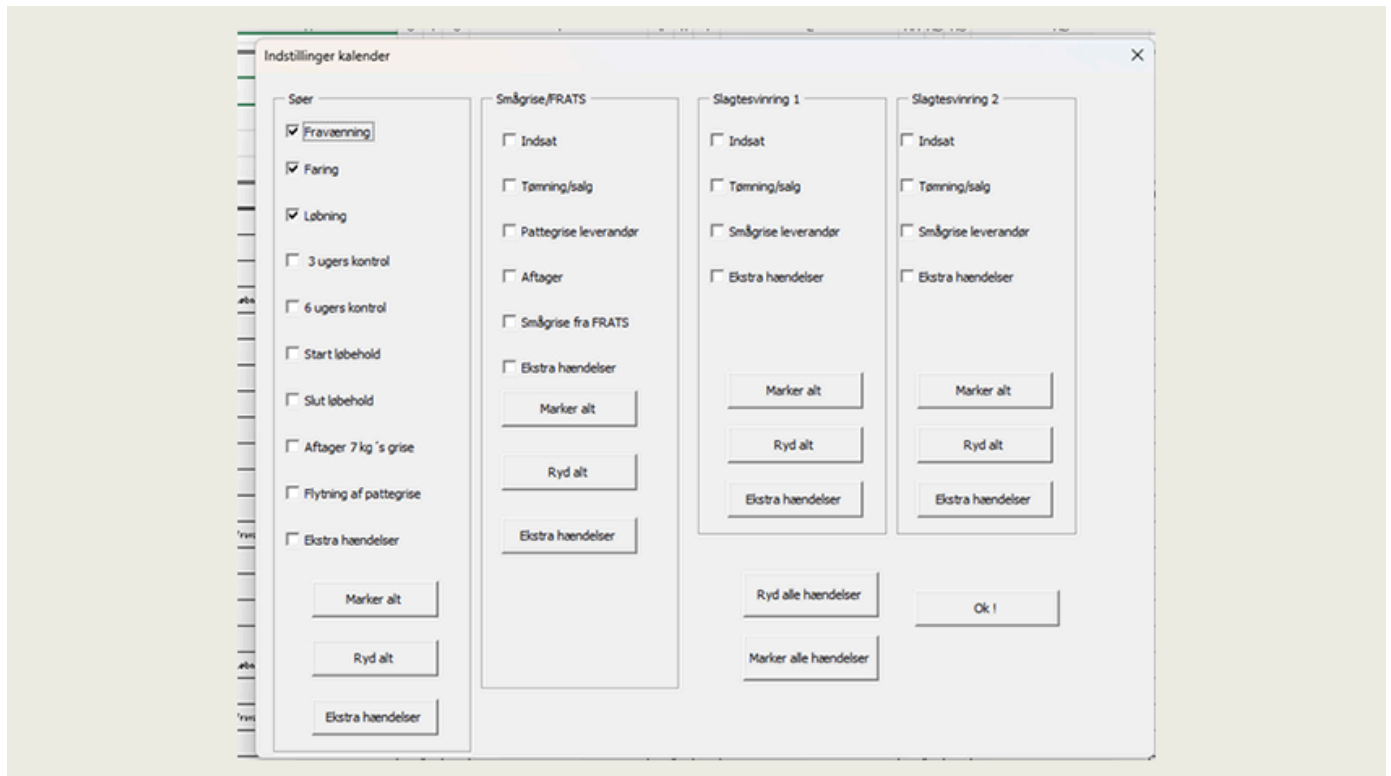 Indstillinger kalender
Søer
Fravænning
Faring
Løbning
3 ugers kontrol
6 ugers kontrol
Start løbehold
Slut løbehold
Aftager 7 kg ´s grise
Flytning af pattegrise
Ekstra hændelser
Marker alt
Ryd alt
Ekstra hændelser
Smågrise/FRATS
Indsat
Tømning/salg
Pattegrise leverandør
Aftager
Smågrise fra FRATS
Ekstra hændelser
Marker alt
Ryd alt
Ekstra hændelser
Slagtesvinring 1
Indsat
Tømning/salg
Smågrise leverandør
Ekstra hændelser
Marker alt
Ryd alt
Ekstra hændelser
Slagtesvinring 2
Indsat
Tømning/salg
Smågrise leverandør
Ekstra hændelser
Marker alt
Ryd alt
Ekstra hændelser
Ryd alle hændelser
Marker alle hændelser
Ok !